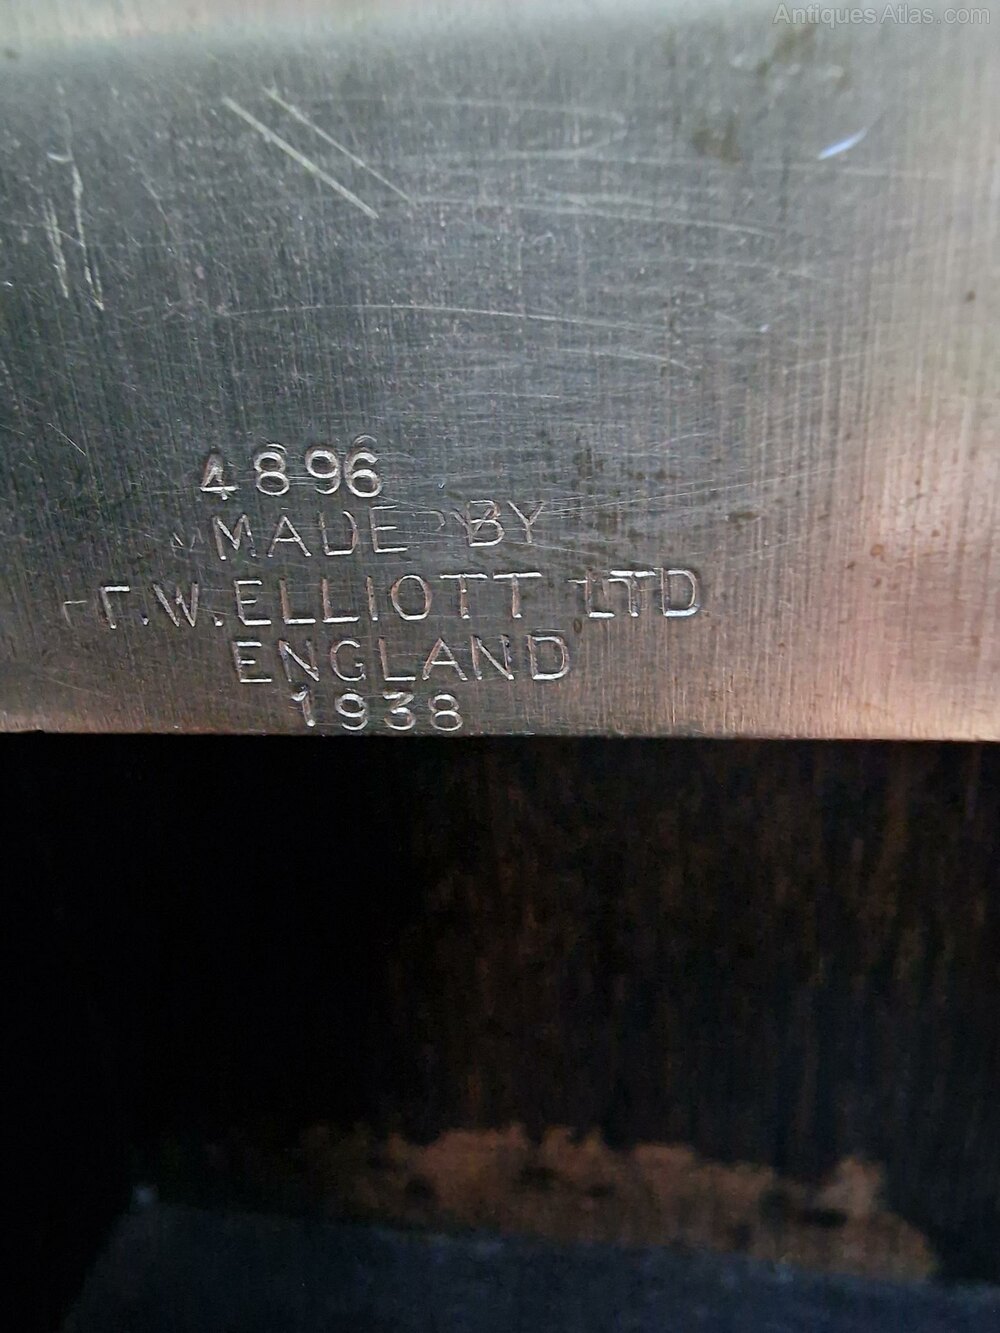 AntiquesAtlas.com
4896
MADE BY
F.W. ELLIOTT LTD
ENGLAND
1938